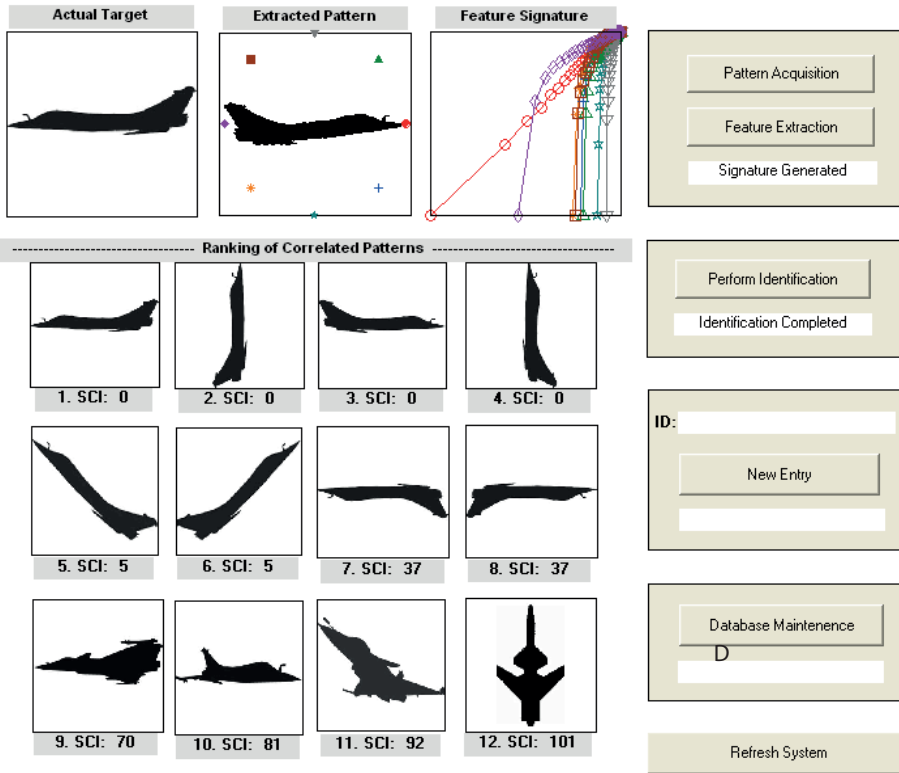 Actual Target
Extracted Pattern
Feature Signature
Pattern Acquisition
Feature Extraction
Signature Generated
Ranking of Correlated Patterns
1. SCI: 0
2. SCI: 0
3. SCI: 0
4. SCI: 0
Perform Identification
Identification Completed
5. SCI: 5
6. SCI: 5
7. SCI: 37
8. SCI: 37
ID:
New Entry
9. SCI: 70
10. SCI: 81
11. SCI: 92
12. SCI: 101
Database Maintenence
D
Refresh System